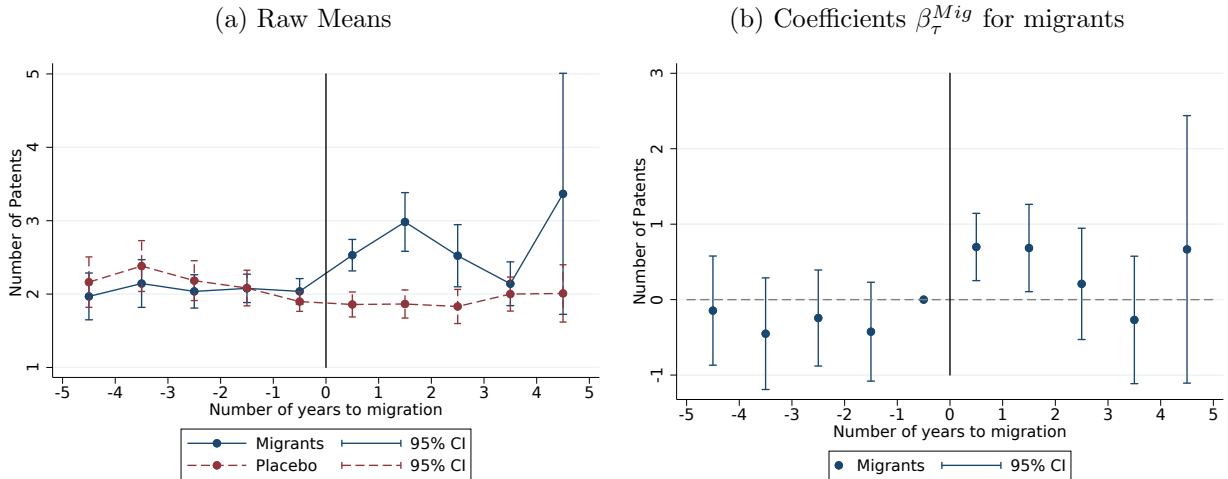 (a) Raw Means
Number of Patents
5
4
3
2
1
-5 -4 -3 -2 -1 0 1 2 3 4 5
Number of years to migration
Migrants 95% CI
Placebo 95% CI
(b) Coefficients β_τ^{Mig} for migrants
Number of Patents
3
2
1
0
-1
-5 -4 -3 -2 -1 0 1 2 3 4 5
Number of years to migration
Migrants 95% CI